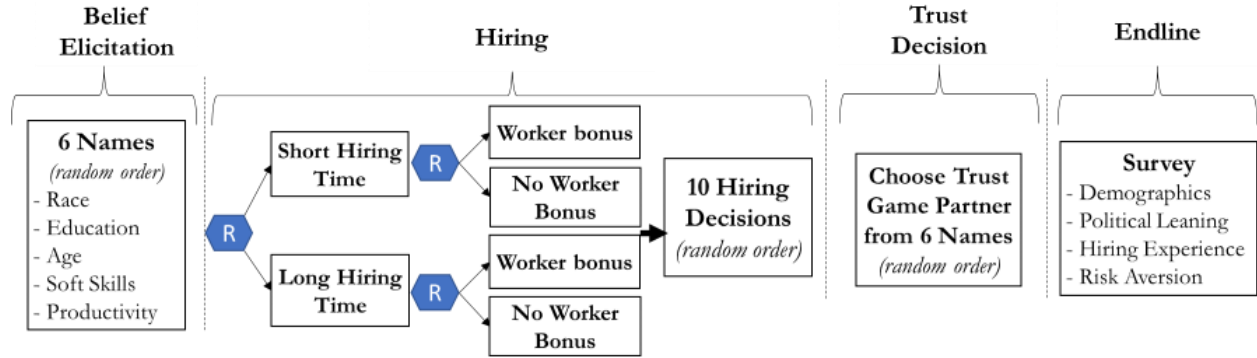 Belief
Elicitation
Hiring
Trust
Decision
Endline
6 Names
(random order)
- Race
- Education
- Age
- Soft Skills
- Productivity
R
Short Hiring
Time
R
Worker bonus
No Worker
Bonus
Long Hiring
Time
R
Worker bonus
No Worker
Bonus
10 Hiring
Decisions
(random order)
Choose Trust
Game Partner
from 6 Names
(random order)
Survey
- Demographics
- Political Leaning
- Hiring Experience
- Risk Aversion